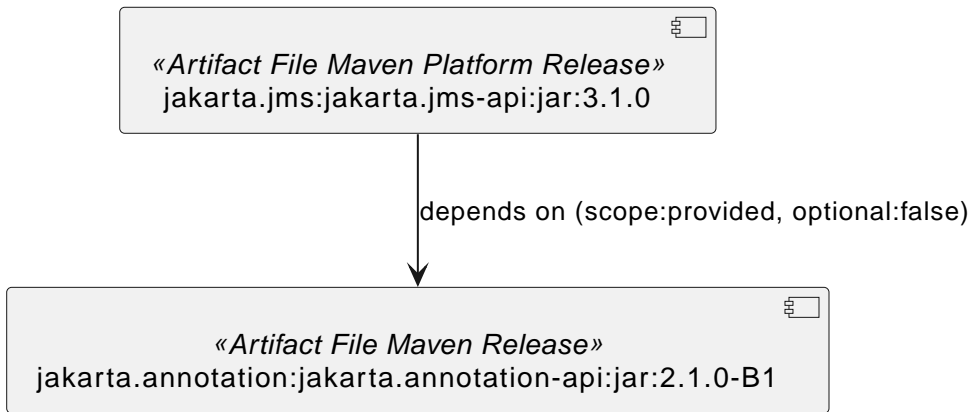 «Artifact File Maven Platform Release»
jakarta.jms:jakarta.jms-api:jar:3.1.0
depends on (scope:provided, optional:false)
«Artifact File Maven Release»
jakarta.annotation:jakarta.annotation-api:jar:2.1.0-B1